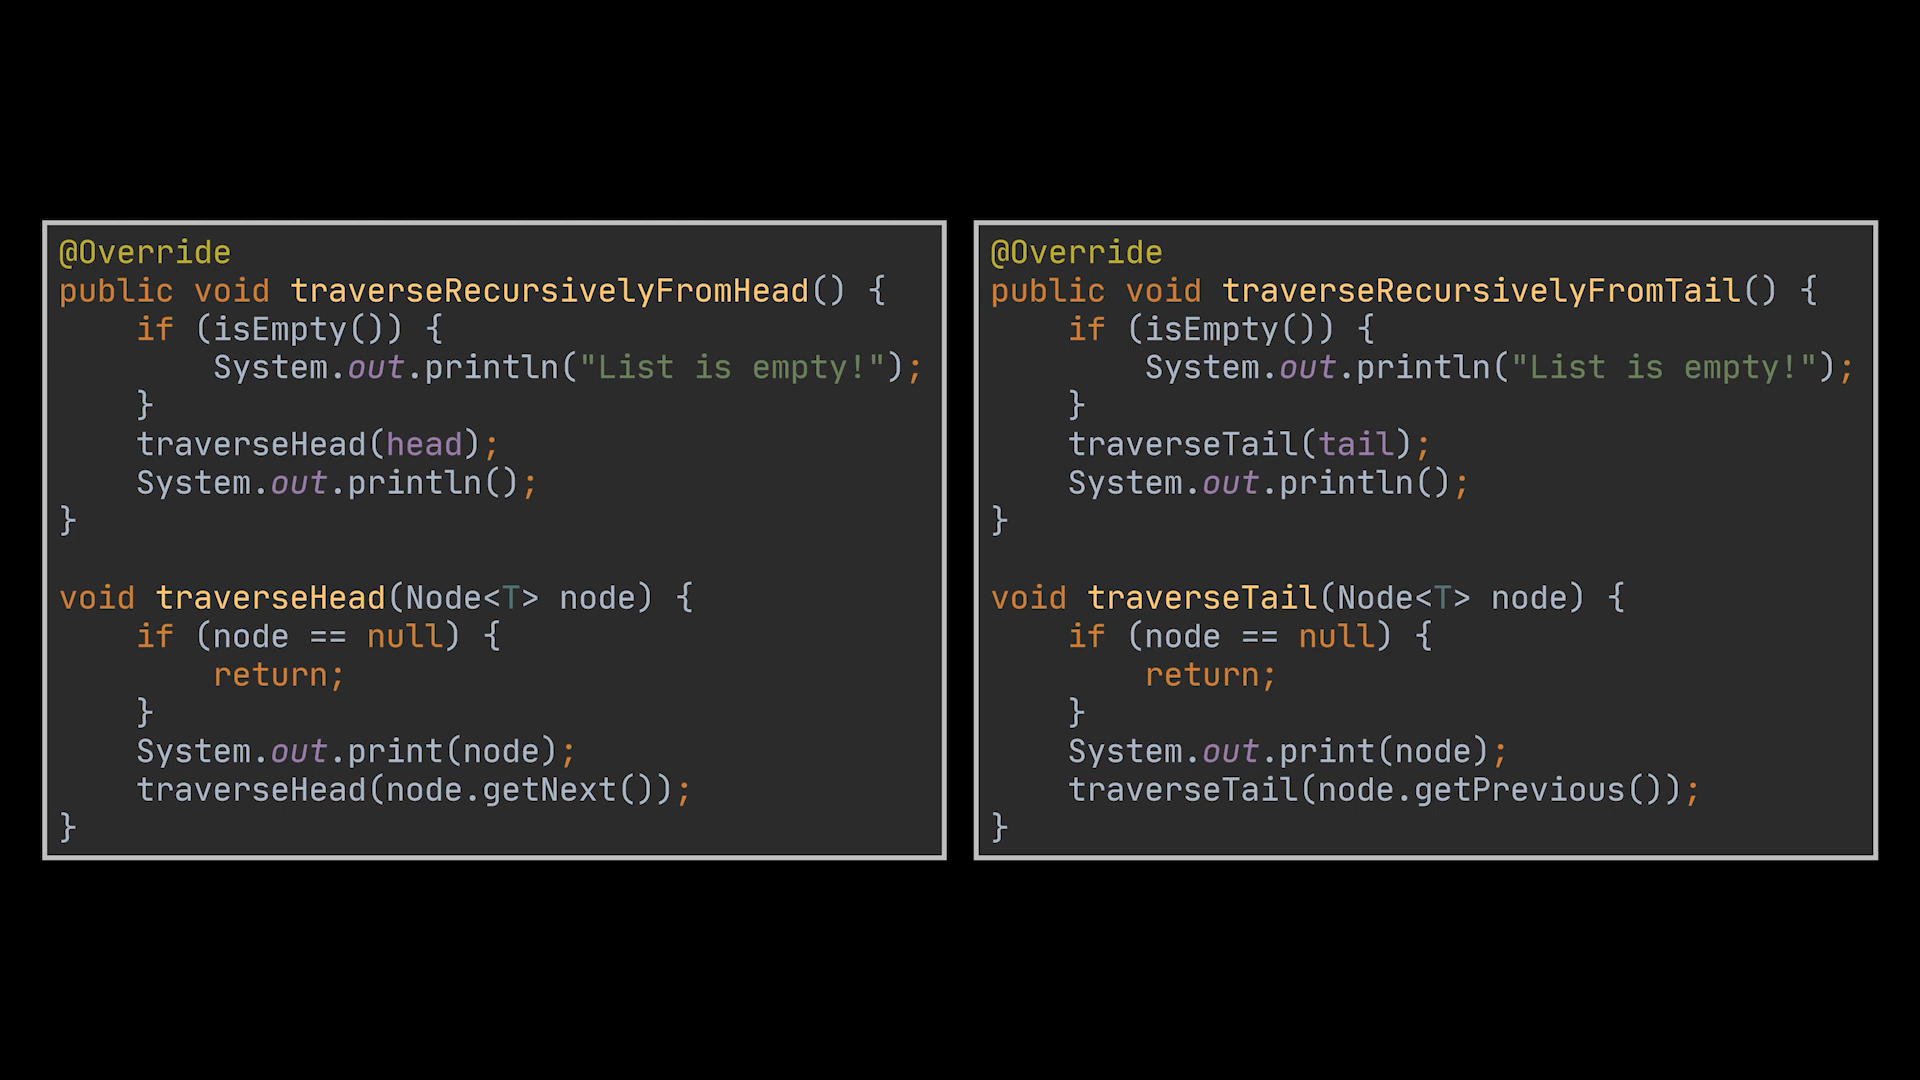 @Override
public void traverseRecursivelyFromHead() {
    if (isEmpty()) {
        System.out.println("List is empty!");
    }
    traverseHead(head);
    System.out.println();
}

void traverseHead(Node<T> node) {
    if (node == null) {
        return;
    }
    System.out.print(node);
    traverseHead(node.getNext());
}
@Override
public void traverseRecursivelyFromTail() {
    if (isEmpty()) {
        System.out.println("List is empty!");
    }
    traverseTail(tail);
    System.out.println();
}

void traverseTail(Node<T> node) {
    if (node == null) {
        return;
    }
    System.out.print(node);
    traverseTail(node.getPrevious());
}